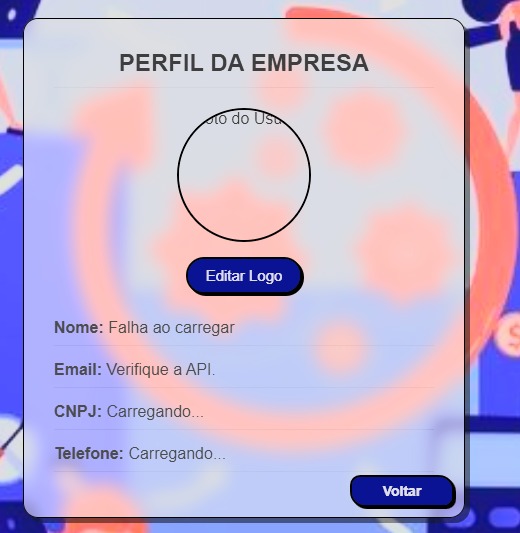 PERFIL DA EMPRESA
oto do Usu
Editar Logo
Nome: Falha ao carregar
Email: Verifique a API.
CNPJ: Carregando...
Telefone: Carregando...
$
Voltar